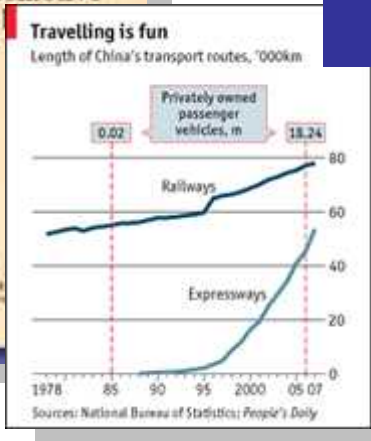 Travelling is fun
Length of China's transport routes, '000km
Privately owned
passenger
vehicles, m
0.02
18.24
80
Railways
60
40
Expressways
20
0
1978 85 90 95 2000 05 07
Sources: National Bureau of Statistics; People's Daily